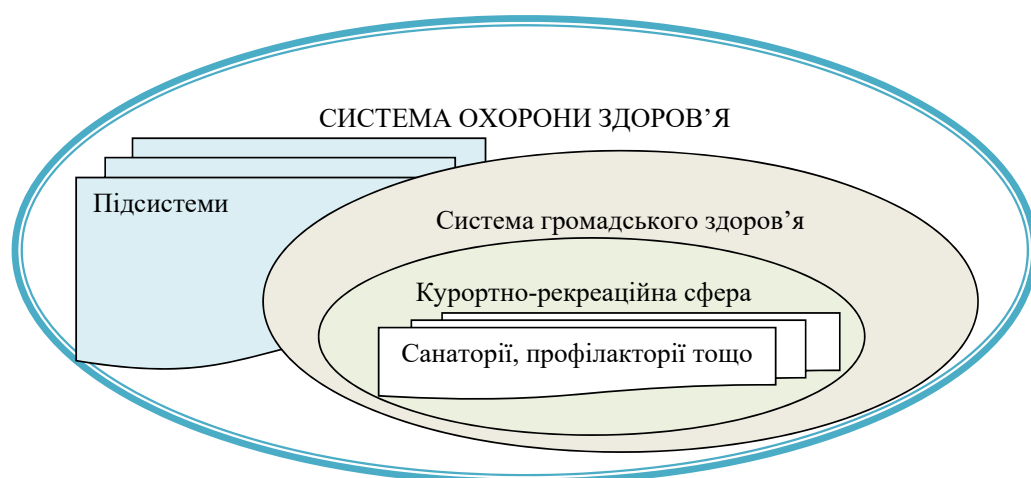 СИСТЕМА ОХОРОНИ ЗДОРОВ’Я
Підсистеми
Система громадського здоров’я
Курортно-рекреаційна сфера
Санаторії, профілакторії тощо